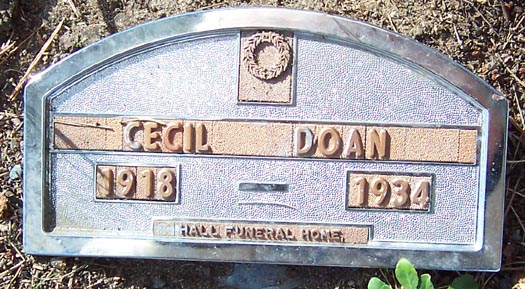 CECIL DOAN
1918 – 1934
HALL FUNERAL HOME,